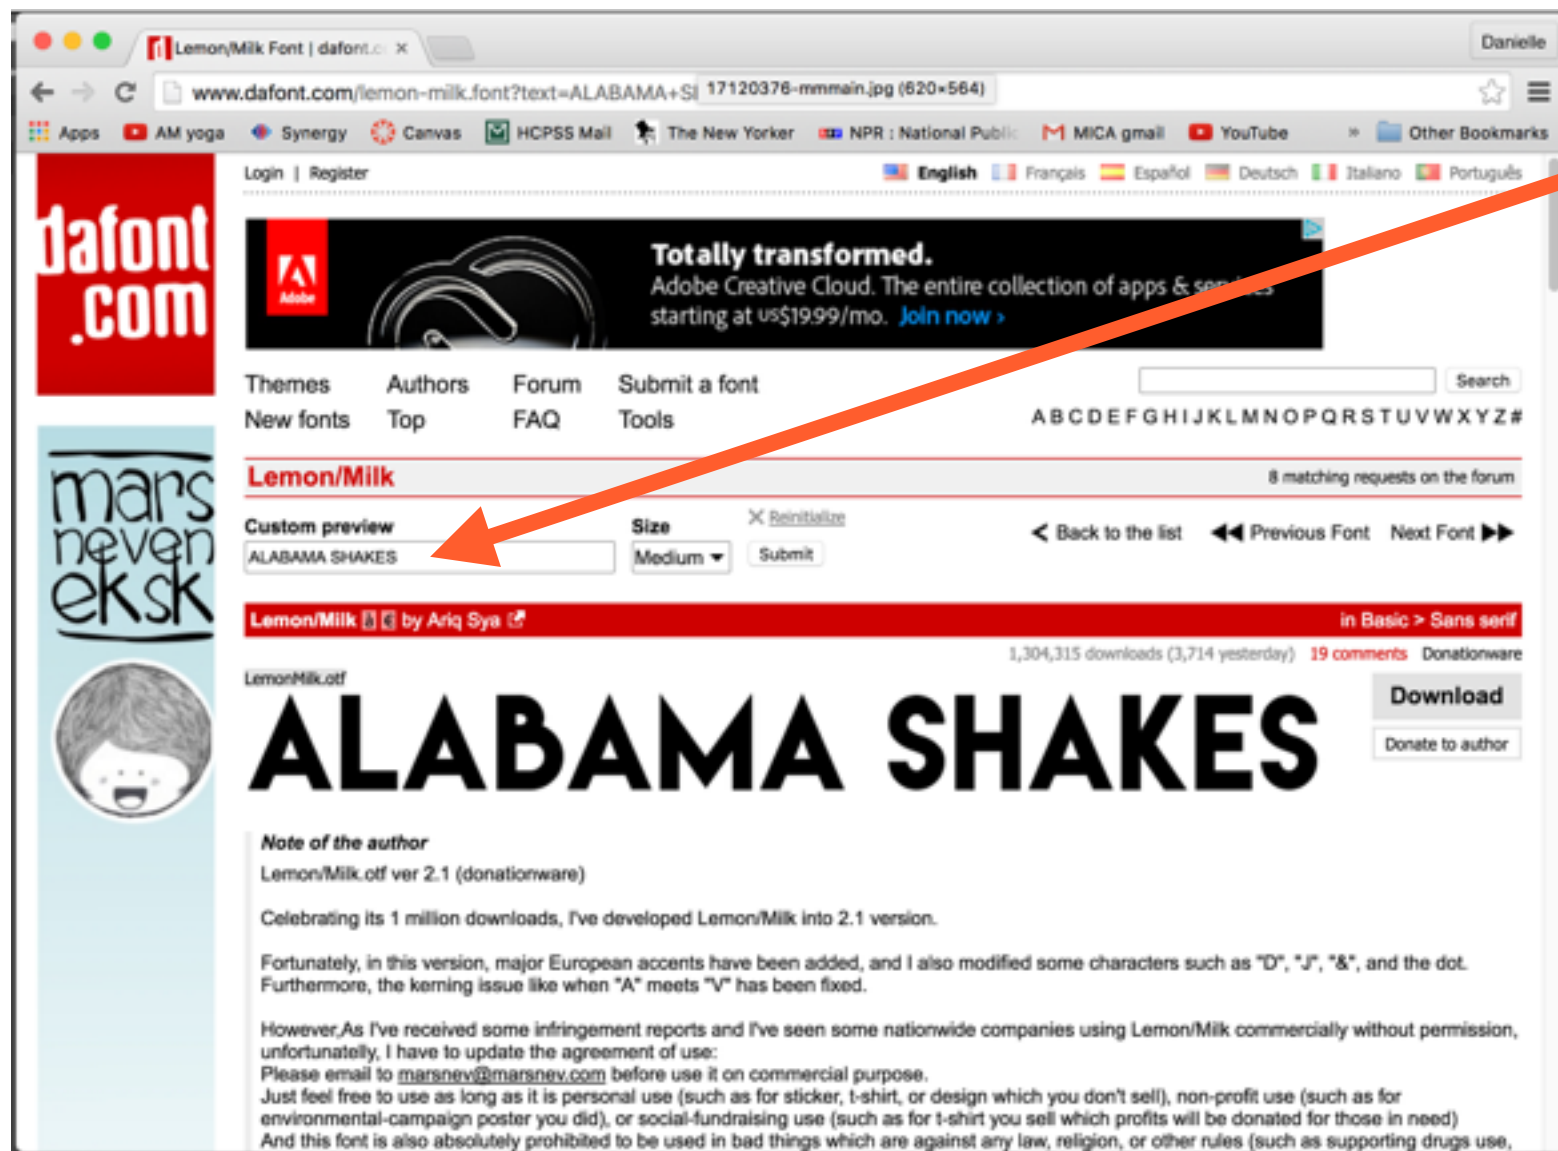 Lemon/Milk Font | dafont.c
Danielle
www.dafont.com/lemon-milk.font?text=ALABAMA+S
17120376-mmmain.jpg (620×564)
Apps AM yoga Synergy Canvas HCPSS Mail The New Yorker NPR : National Public MICA gmail YouTube » Other Bookmarks
Login | Register
English Français Español Deutsch Italiano Português
dafont
.com
Adobe
Totally transformed.
Adobe Creative Cloud. The entire collection of apps & services
starting at US$19.99/mo. Join now ›
Themes Authors Forum Submit a font
Search
New fonts Top FAQ Tools
A B C D E F G H I J K L M N O P Q R S T U V W X Y Z #
mars
neven
eksk
Lemon/Milk
8 matching requests on the forum
Custom preview Size Reinitialize
ALABAMA SHAKES Medium Submit
Back to the list Previous Font Next Font
Lemon/Milk à € by Ariq Sya
in Basic > Sans serif
1,304,315 downloads (3,714 yesterday) 19 comments Donationware
LemonMilk.otf
Download
Donate to author
ALABAMA SHAKES
Note of the author
Lemon/Milk.otf ver 2.1 (donationware)
Celebrating its 1 million downloads, I've developed Lemon/Milk into 2.1 version.
Fortunately, in this version, major European accents have been added, and I also modified some characters such as "D", "J", "&", and the dot.
Furthermore, the kerning issue like when "A" meets "V" has been fixed.
However,As I've received some infringement reports and I've seen some nationwide companies using Lemon/Milk commercially without permission,
unfortunatelly, I have to update the agreement of use:
Please email to marsnev@marsnev.com before use it on commercial purpose.
Just feel free to use as long as it is personal use (such as for sticker, t-shirt, or design which you don't sell), non-profit use (such as for
environmental-campaign poster you did), or social-fundraising use (such as for t-shirt you sell which profits will be donated for those in need)
And this font is also absolutely prohibited to be used in bad things which are against any law, religion, or other rules (such as supporting drugs use,